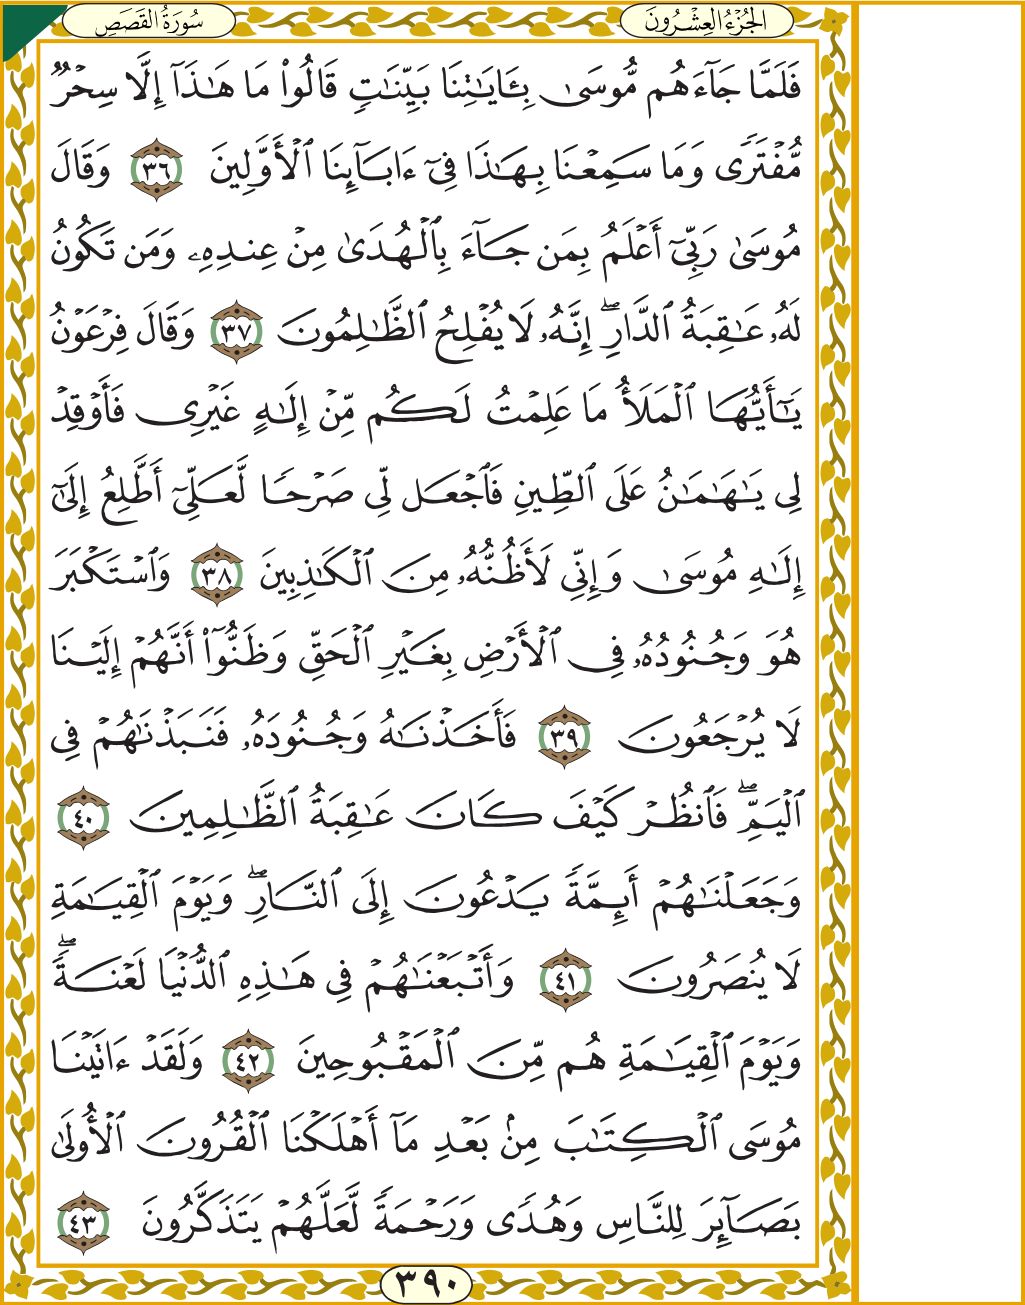 سُورَةُ القَصَصِ
الجُزْءُ العِشْرُونَ
فَلَمَّا جَآءَهُم مُّوسَىٰ بِـَٔايَٰتِنَا بَيِّنَٰتٖ قَالُواْ مَا هَٰذَآ إِلَّا سِحۡرٞ
مُّفۡتَرٗى وَمَا سَمِعۡنَا بِهَٰذَا فِيٓ ءَابَآئِنَا ٱلۡأَوَّلِينَ ٣٦ وَقَالَ
مُوسَىٰ رَبِّيٓ أَعۡلَمُ بِمَن جَآءَ بِٱلۡهُدَىٰ مِنۡ عِندِهِۦ وَمَن تَكُونُ
لَهُۥ عَٰقِبَةُ ٱلدَّارِۖ إِنَّهُۥ لَا يُفۡلِحُ ٱلظَّٰلِمُونَ ٣٧ وَقَالَ فِرۡعَوۡنُ
يَٰٓأَيُّهَا ٱلۡمَلَأُ مَا عَلِمۡتُ لَكُم مِّنۡ إِلَٰهٍ غَيۡرِي فَأَوۡقِدۡ
لِي يَٰهَٰمَٰنُ عَلَى ٱلطِّينِ فَٱجۡعَل لِّي صَرۡحٗا لَّعَلِّيٓ أَطَّلِعُ إِلَىٰٓ
إِلَٰهِ مُوسَىٰ وَإِنِّي لَأَظُنُّهُۥ مِنَ ٱلۡكَٰذِبِينَ ٣٨ وَٱسۡتَكۡبَرَ
هُوَ وَجُنُودُهُۥ فِي ٱلۡأَرۡضِ بِغَيۡرِ ٱلۡحَقِّ وَظَنُّوٓاْ أَنَّهُمۡ إِلَيۡنَا
لَا يُرۡجَعُونَ ٣٩ فَأَخَذۡنَٰهُ وَجُنُودَهُۥ فَنَبَذۡنَٰهُمۡ فِي
ٱلۡيَمِّۖ فَٱنظُرۡ كَيۡفَ كَانَ عَٰقِبَةُ ٱلظَّٰلِمِينَ ٤٠
وَجَعَلۡنَٰهُمۡ أَئِمَّةٗ يَدۡعُونَ إِلَى ٱلنَّارِۖ وَيَوۡمَ ٱلۡقِيَٰمَةِ
لَا يُنصَرُونَ ٤١ وَأَتۡبَعۡنَٰهُمۡ فِي هَٰذِهِ ٱلدُّنۡيَا لَعۡنَةٗۖ
وَيَوۡمَ ٱلۡقِيَٰمَةِ هُم مِّنَ ٱلۡمَقۡبُوحِينَ ٤٢ وَلَقَدۡ ءَاتَيۡنَا
مُوسَى ٱلۡكِتَٰبَ مِنۢ بَعۡدِ مَآ أَهۡلَكۡنَا ٱلۡقُرُونَ ٱلۡأُولَىٰ
بَصَآئِرَ لِلنَّاسِ وَهُدٗى وَرَحۡمَةٗ لَّعَلَّهُمۡ يَتَذَكَّرُونَ ٤٣
٣٩٠